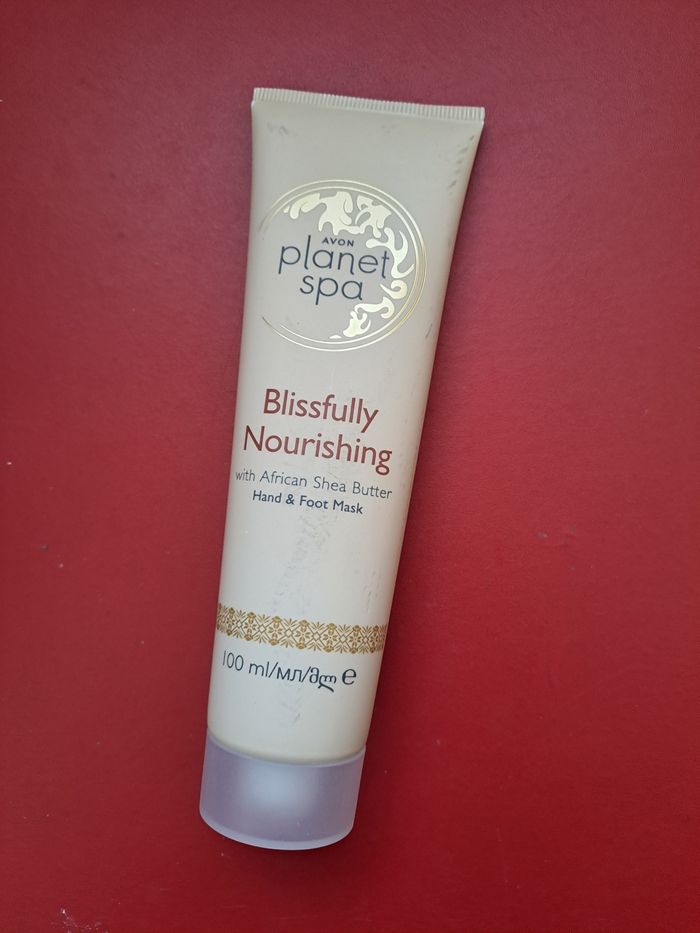 AVON
planet
spa
Blissfully
Nourishing
with African Shea Butter
Hand & Foot Mask
100 ml/мл/მლ ℮